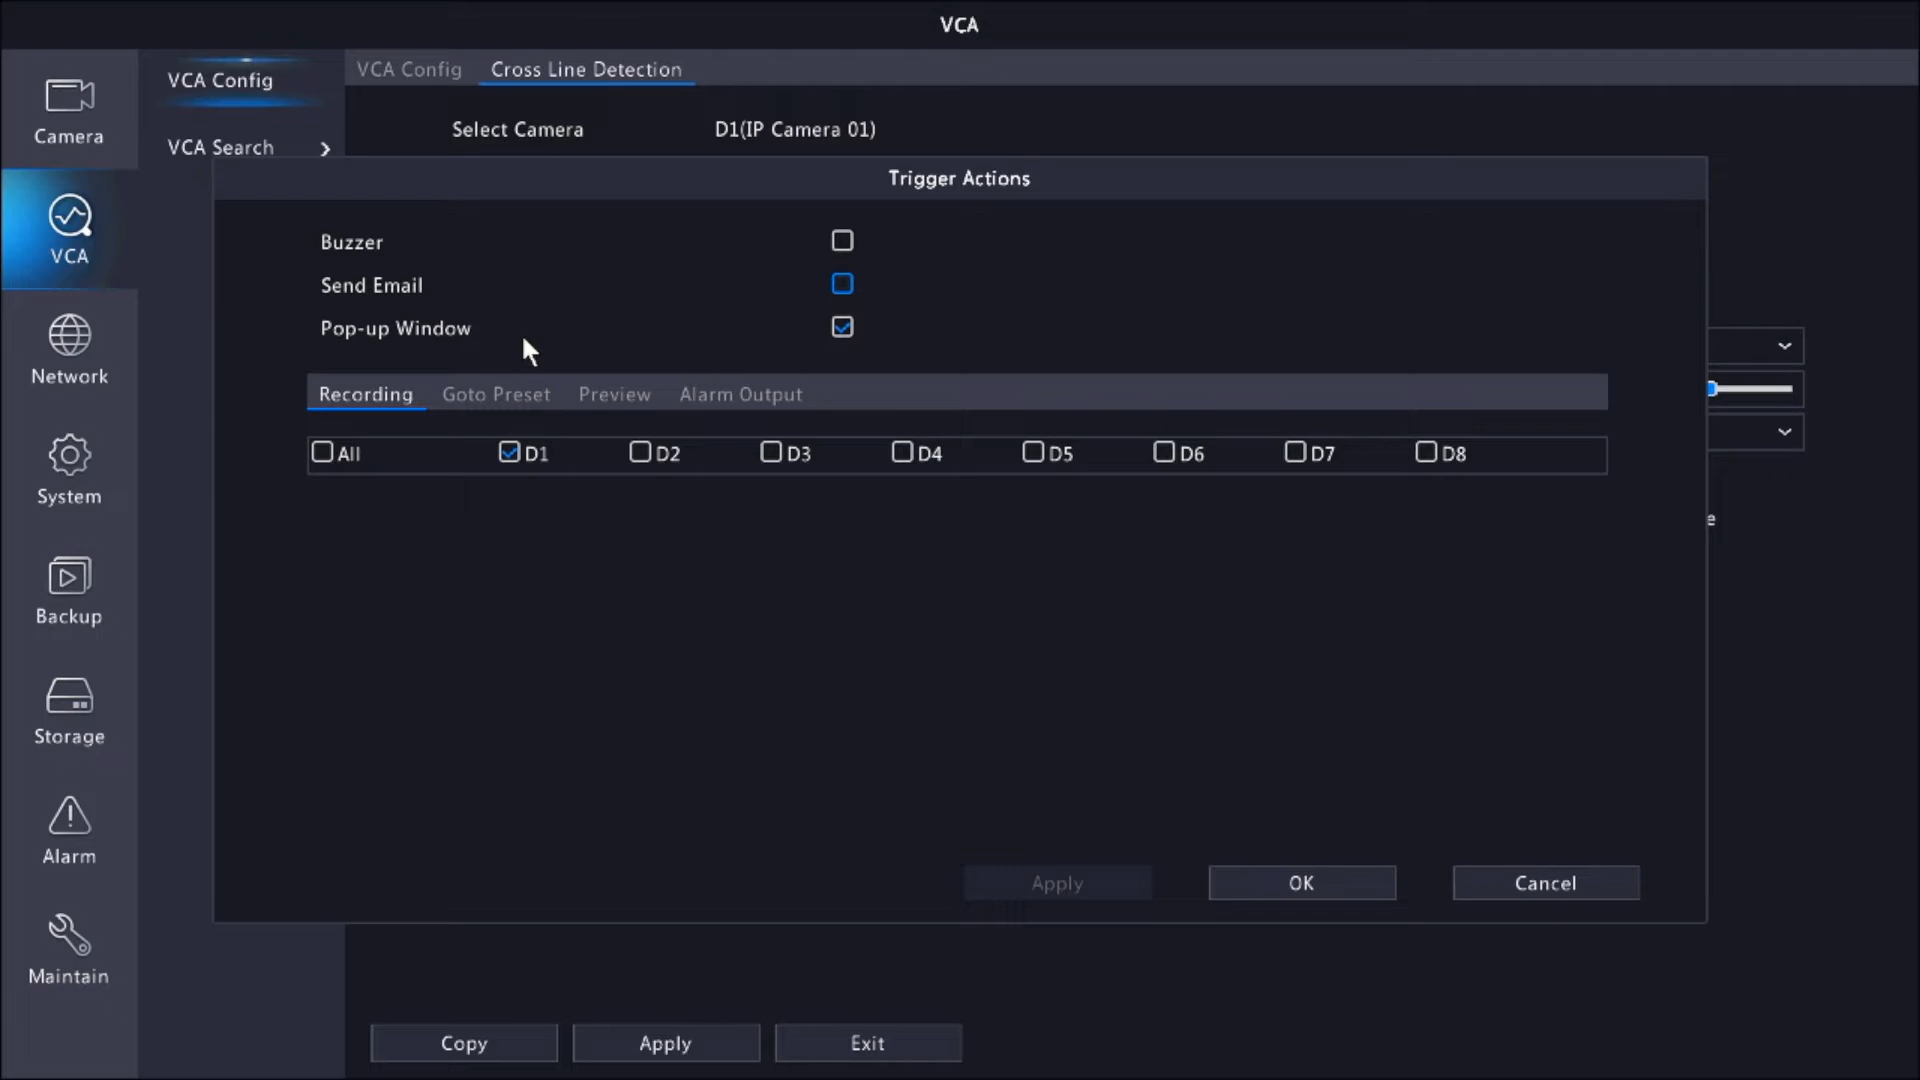 VCA
Camera
VCA
Network
System
Backup
Storage
Alarm
Maintain
VCA Config
VCA Search
VCA Config Cross Line Detection
Select Camera D1(IP Camera 01)
Trigger Actions
Buzzer
Send Email
Pop-up Window
Recording Goto Preset Preview Alarm Output
All D1 D2 D3 D4 D5 D6 D7 D8
Apply OK Cancel
e
Copy Apply Exit